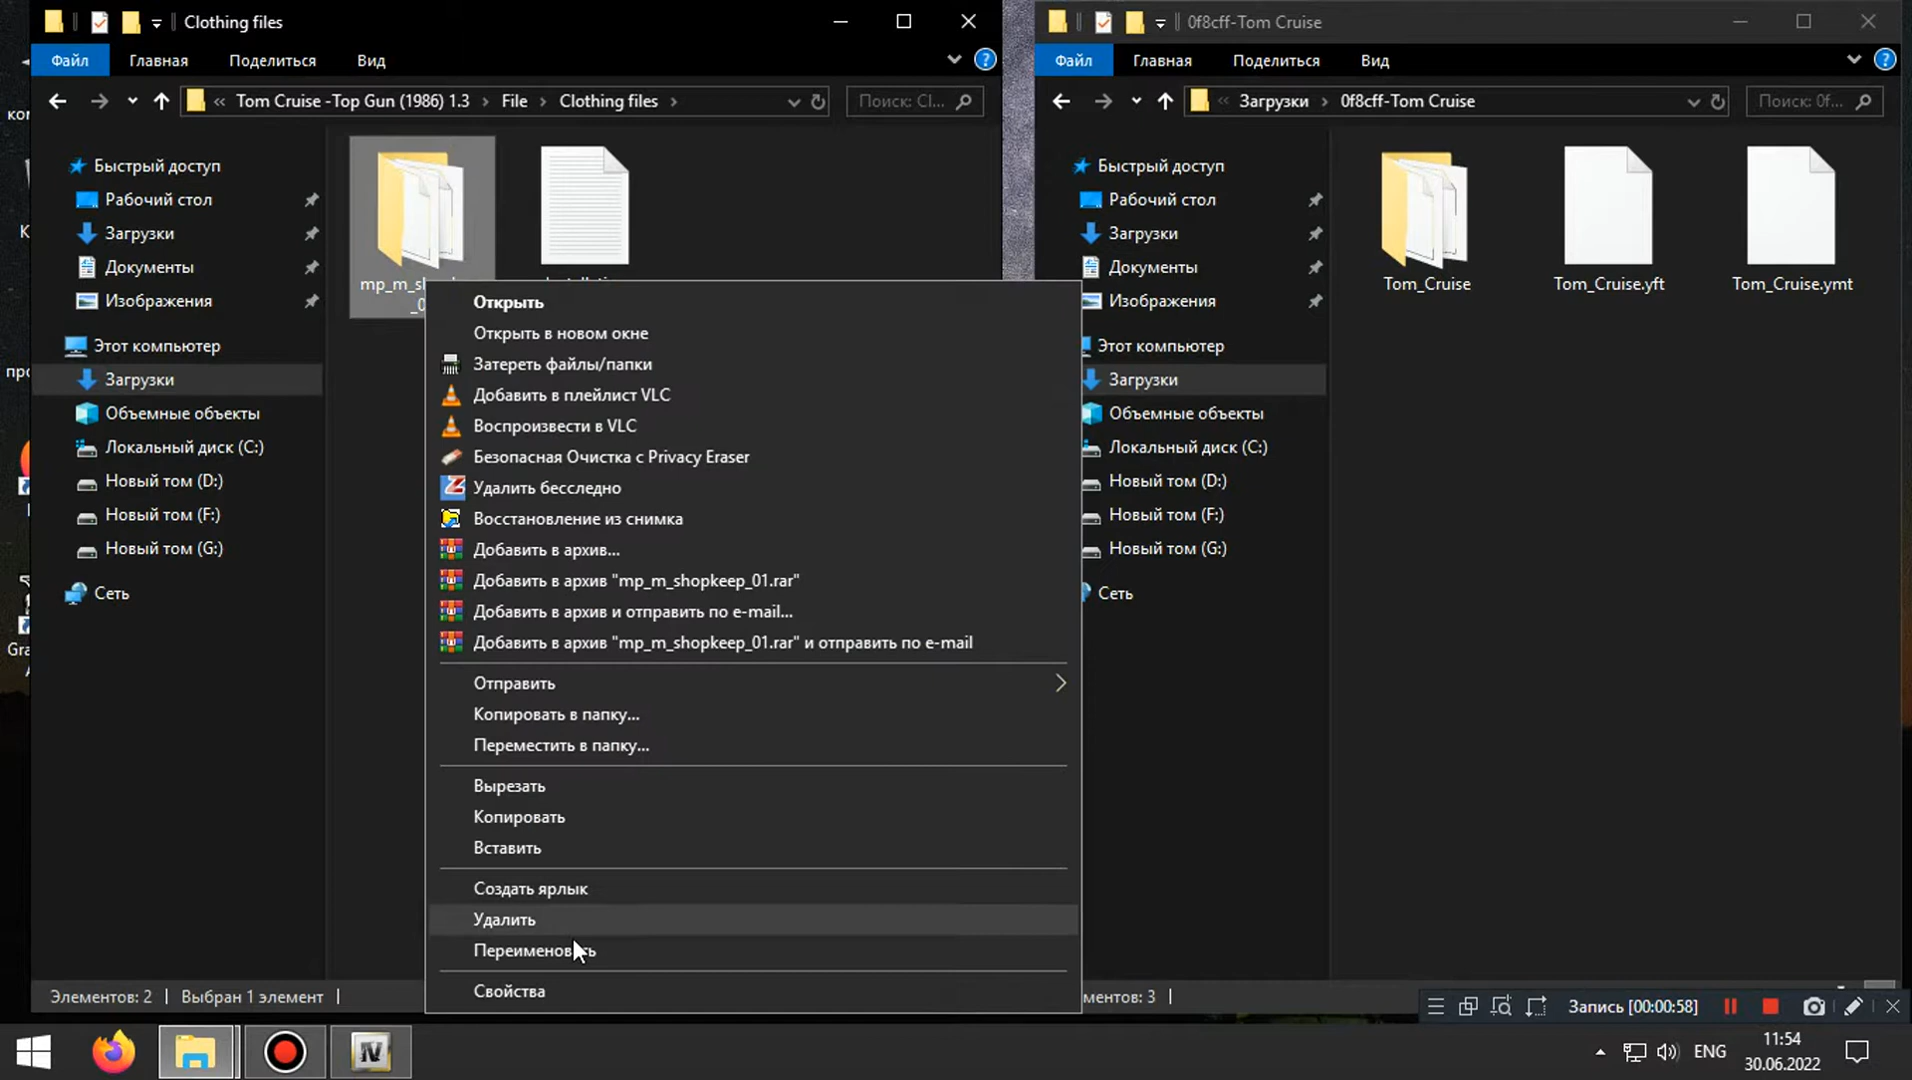 Clothing files
Файл
Главная
Поделиться
Вид
Tom Cruise -Top Gun (1986) 1.3
File
Clothing files
Поиск: Cl...
Быстрый доступ
Рабочий стол
Загрузки
Документы
Изображения
Этот компьютер
Загрузки
Объемные объекты
Локальный диск (C:)
Новый том (D:)
Новый том (F:)
Новый том (G:)
Сеть
Элементов: 2
Выбран 1 элемент
Открыть
Открыть в новом окне
Затереть файлы/папки
Добавить в плейлист VLC
Воспроизвести в VLC
Безопасная Очистка с Privacy Eraser
Удалить бесследно
Восстановление из снимка
Добавить в архив...
Добавить в архив "mp_m_shopkeep_01.rar"
Добавить в архив и отправить по e-mail...
Добавить в архив "mp_m_shopkeep_01.rar" и отправить по e-mail
Отправить
Копировать в папку...
Переместить в папку...
Вырезать
Копировать
Вставить
Создать ярлык
Удалить
Переименовать
Свойства
0f8cff-Tom Cruise
Файл
Главная
Поделиться
Вид
Загрузки
0f8cff-Tom Cruise
Поиск: 0f...
Быстрый доступ
Рабочий стол
Загрузки
Документы
Изображения
Этот компьютер
Загрузки
Объемные объекты
Локальный диск (C:)
Новый том (D:)
Новый том (F:)
Новый том (G:)
Сеть
Tom_Cruise
Tom_Cruise.yft
Tom_Cruise.ymt
Запись [00:00:58]
IV
ENG
11:54
30.06.2022